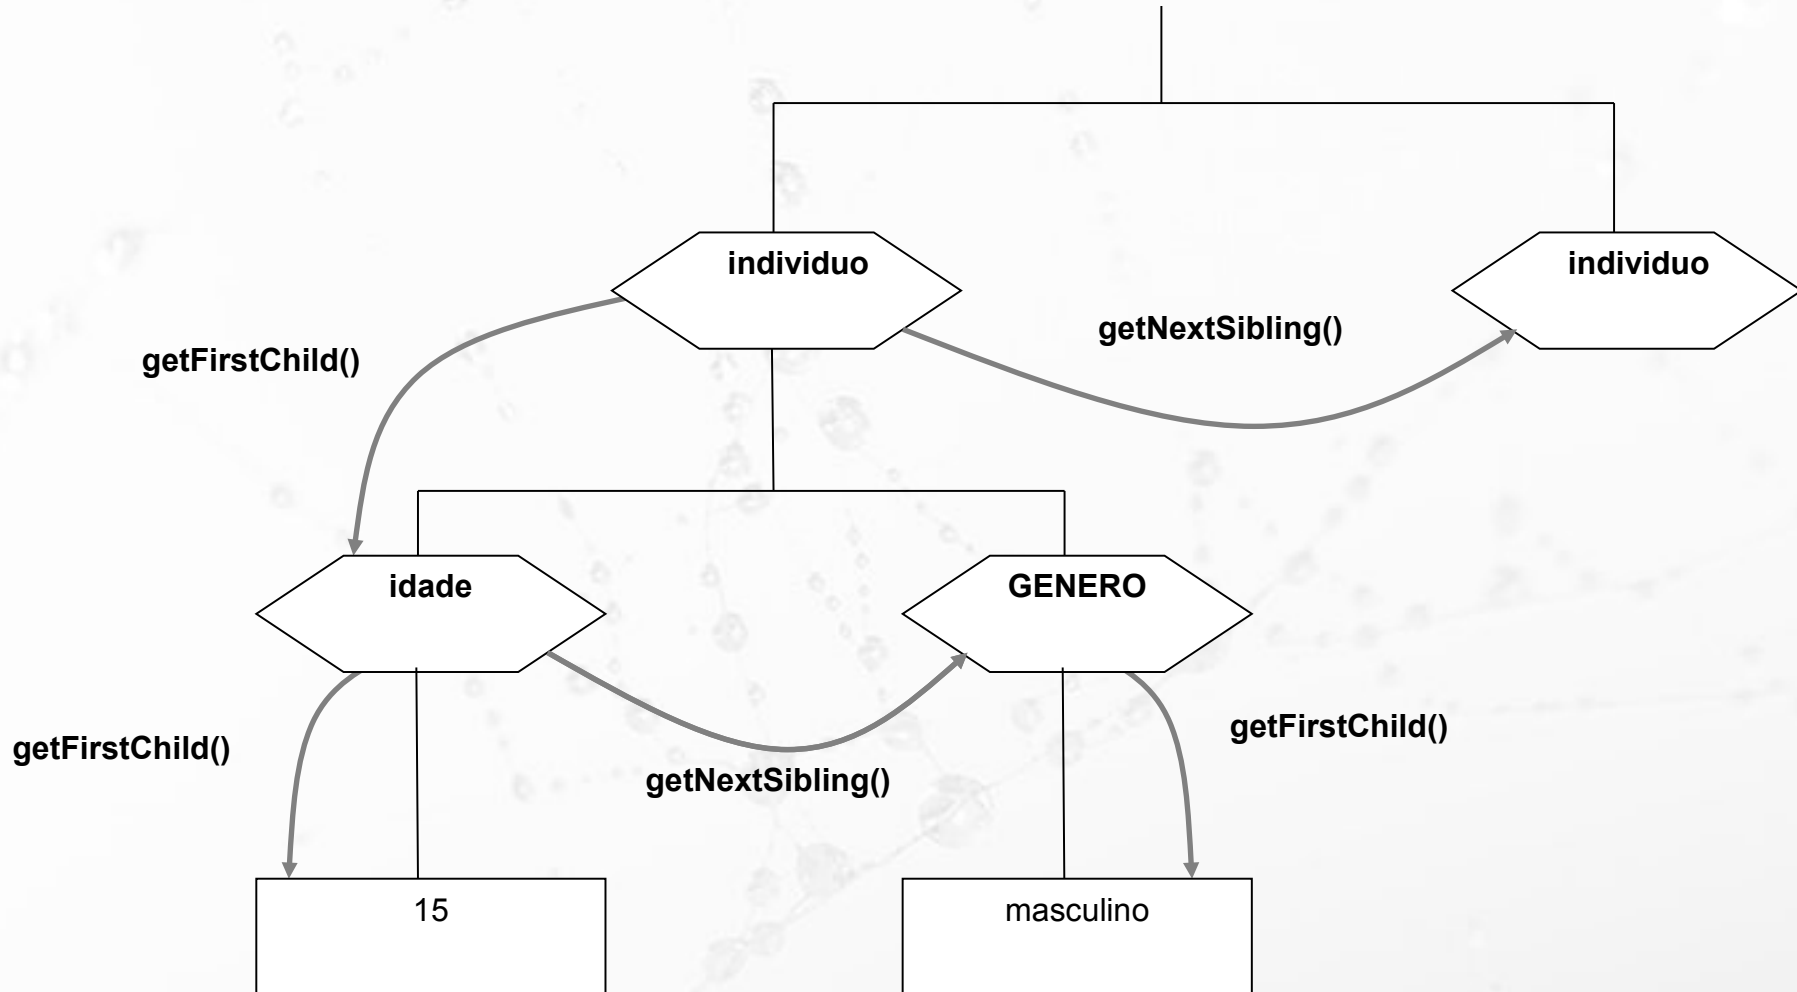 individuo
individuo
getNextSibling()
getFirstChild()
idade
GENERO
getFirstChild()
getNextSibling()
getFirstChild()
15
masculino